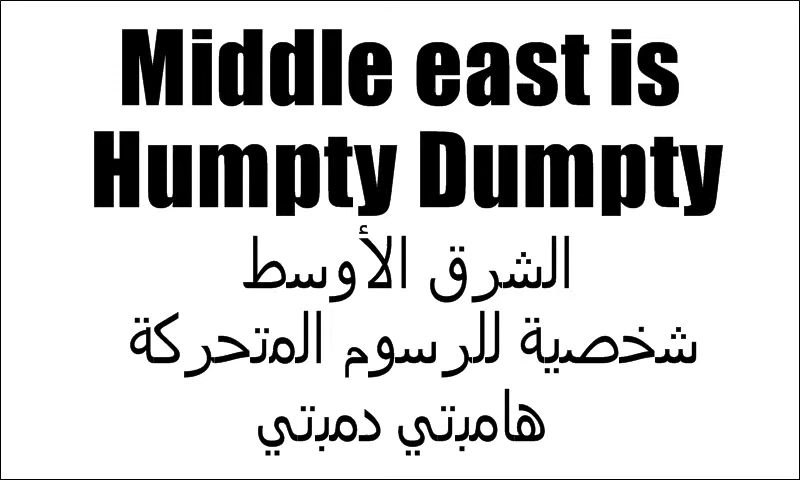 Middle east is
Humpty Dumpty
الشرق الأوسط
شخصية للرسوم المتحركة
هامبتي دمبتي